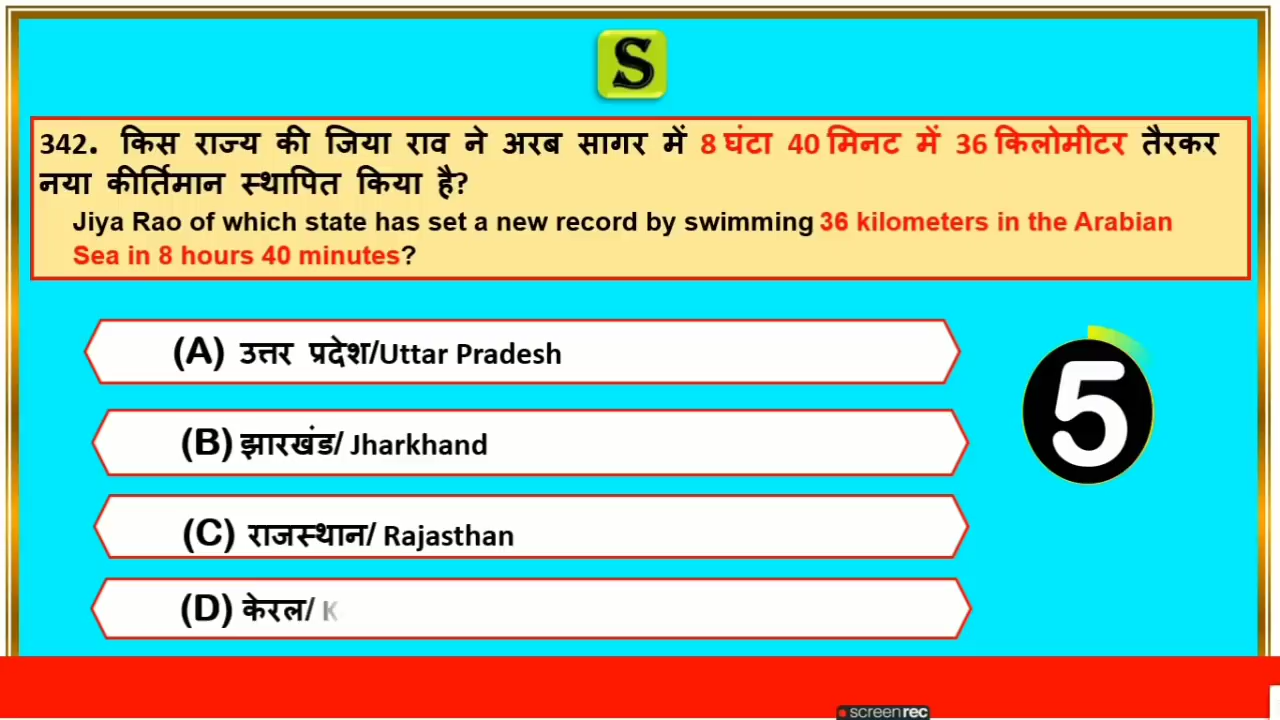 S
342. किस राज्य की जिया राव ने अरब सागर में 8 घंटा 40 मिनट में 36 किलोमीटर तैरकर
नया कीर्तिमान स्थापित किया है?
Jiya Rao of which state has set a new record by swimming 36 kilometers in the Arabian
Sea in 8 hours 40 minutes?
(A) उत्तर प्रदेश/Uttar Pradesh
5
(B) झारखंड/ Jharkhand
(C) राजस्थान/ Rajasthan
(D) केरल/ K
screenrec